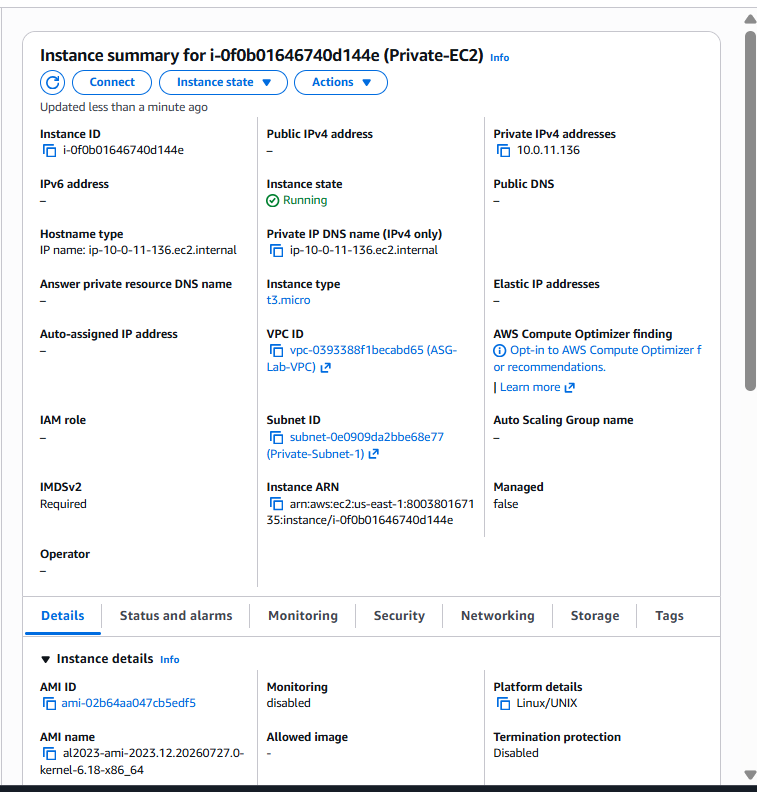 Instance summary for i-0f0b01646740d144e (Private-EC2) Info
Connect
Instance state
Actions
Updated less than a minute ago
Instance ID
i-0f0b01646740d144e
Public IPv4 address
–
Private IPv4 addresses
10.0.11.136
IPv6 address
–
Instance state
Running
Public DNS
–
Hostname type
IP name: ip-10-0-11-136.ec2.internal
Private IP DNS name (IPv4 only)
ip-10-0-11-136.ec2.internal
Answer private resource DNS name
–
Instance type
t3.micro
Elastic IP addresses
–
Auto-assigned IP address
–
VPC ID
vpc-0393388f1becabd65 (ASG-
Lab-VPC)
AWS Compute Optimizer finding
Opt-in to AWS Compute Optimizer f
or recommendations.
| Learn more
IAM role
–
Subnet ID
subnet-0e0909da2bbe68e77
(Private-Subnet-1)
Auto Scaling Group name
–
IMDSv2
Required
Instance ARN
arn:aws:ec2:us-east-1:8003801671
35:instance/i-0f0b01646740d144e
Managed
false
Operator
–
Details
Status and alarms
Monitoring
Security
Networking
Storage
Tags
Instance details Info
AMI ID
ami-02b64aa047cb5edf5
Monitoring
disabled
Platform details
Linux/UNIX
AMI name
al2023-ami-2023.12.20260727.0-
kernel-6.18-x86_64
Allowed image
-
Termination protection
Disabled